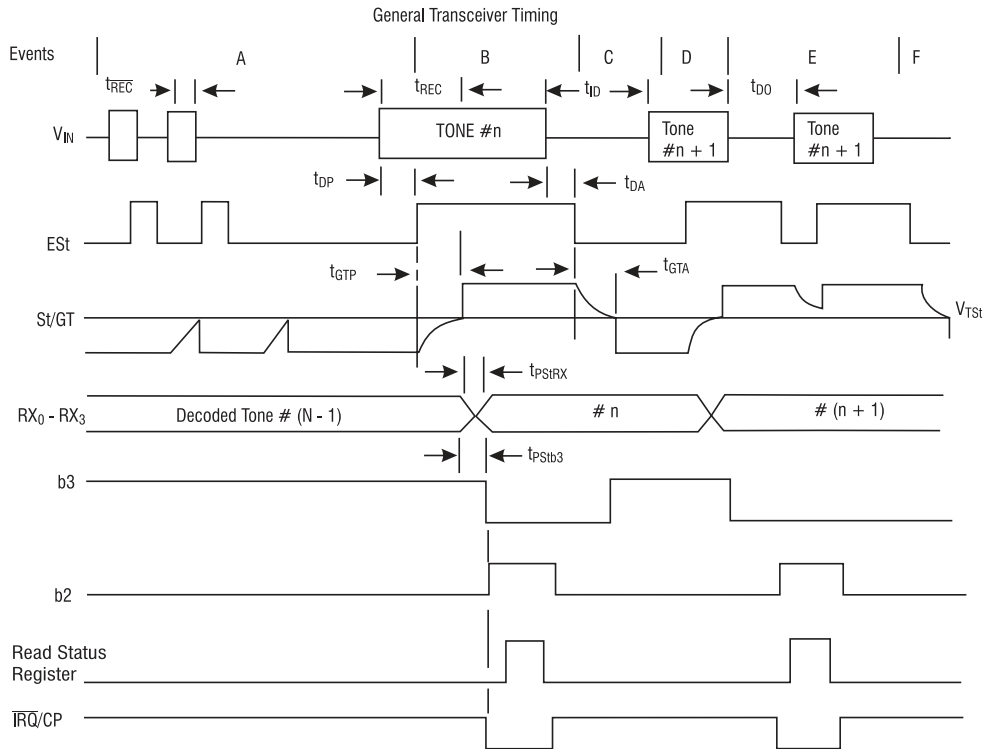 General Transceiver Timing
Events
A
B
C
D
E
F
tREC
tREC
tID
tDO
VIN
TONE #n
Tone
#n + 1
Tone
#n + 1
tDP
tDA
ESt
tGTP
tGTA
St/GT
VTSt
tPStRX
RX0 - RX3
Decoded Tone # (N - 1)
# n
# (n + 1)
tPStb3
b3
b2
Read Status
Register
IRQ/CP